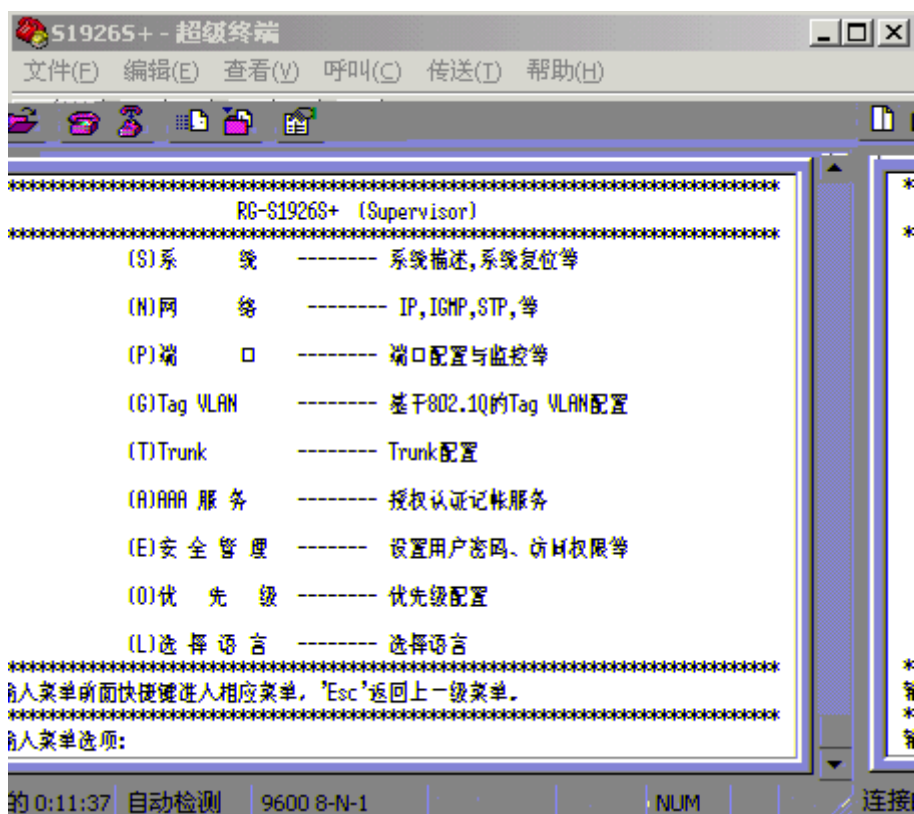 S1926S+ - 超级终端
文件(F) 编辑(E) 查看(V) 呼叫(C) 传送(T) 帮助(H)
********************************************************************************
RG-S1926S+ (Supervisor)
********************************************************************************
(S)系 统 -------- 系统描述,系统复位等
(N)网 络 -------- IP,IGMP,STP,等
(P)端 口 -------- 端口配置与监控等
(G)Tag VLAN -------- 基于802.1Q的Tag VLAN配置
(T)Trunk -------- Trunk配置
(A)AAA 服 务 -------- 授权认证记帐服务
(E)安 全 管 理 ------- 设置用户密码、访问权限等
(O)优 先 级 -------- 优先级配置
(L)选 择 语 言 -------- 选择语言
********************************************************************************
输入菜单前面快捷键进入相应菜单, 'Esc'返回上一级菜单.
********************************************************************************
输入菜单选项:
的 0:11:37 自动检测 9600 8-N-1 NUM 连接